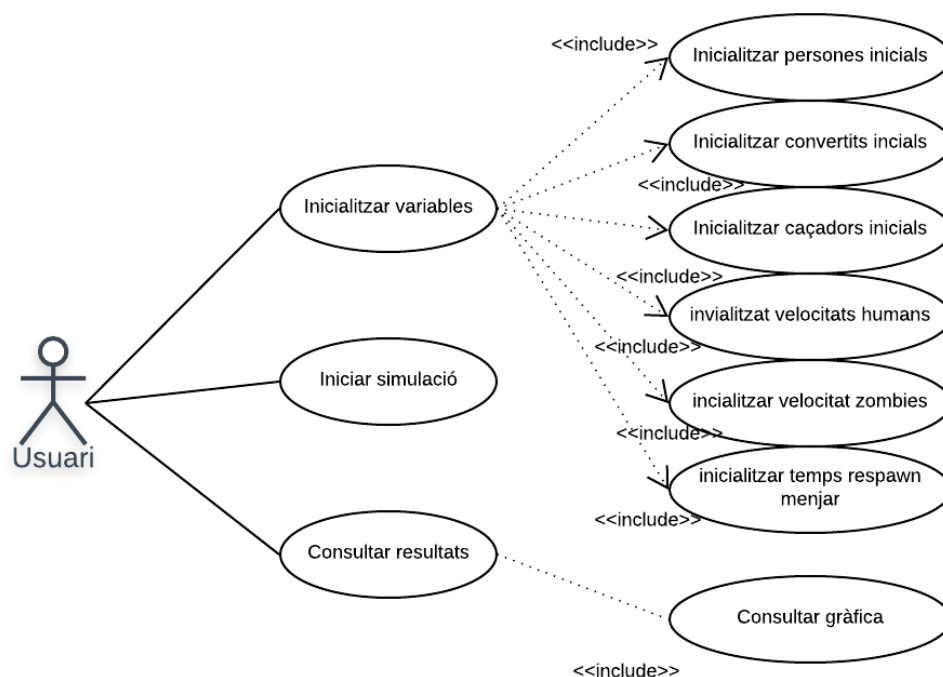 <<include>>
Inicialitzar persones inicials
Inicialitzar convertits incials
<<include>>
Inicialitzar variables
Inicialitzar caçadors inicials
<<include>>
invialitzat velocitats humans
<<include>>
Iniciar simulació
incialitzar velocitat zombies
<<include>>
Usuari
inicialitzar temps respawn
menjar
<<include>>
Consultar resultats
Consultar gràfica
<<include>>